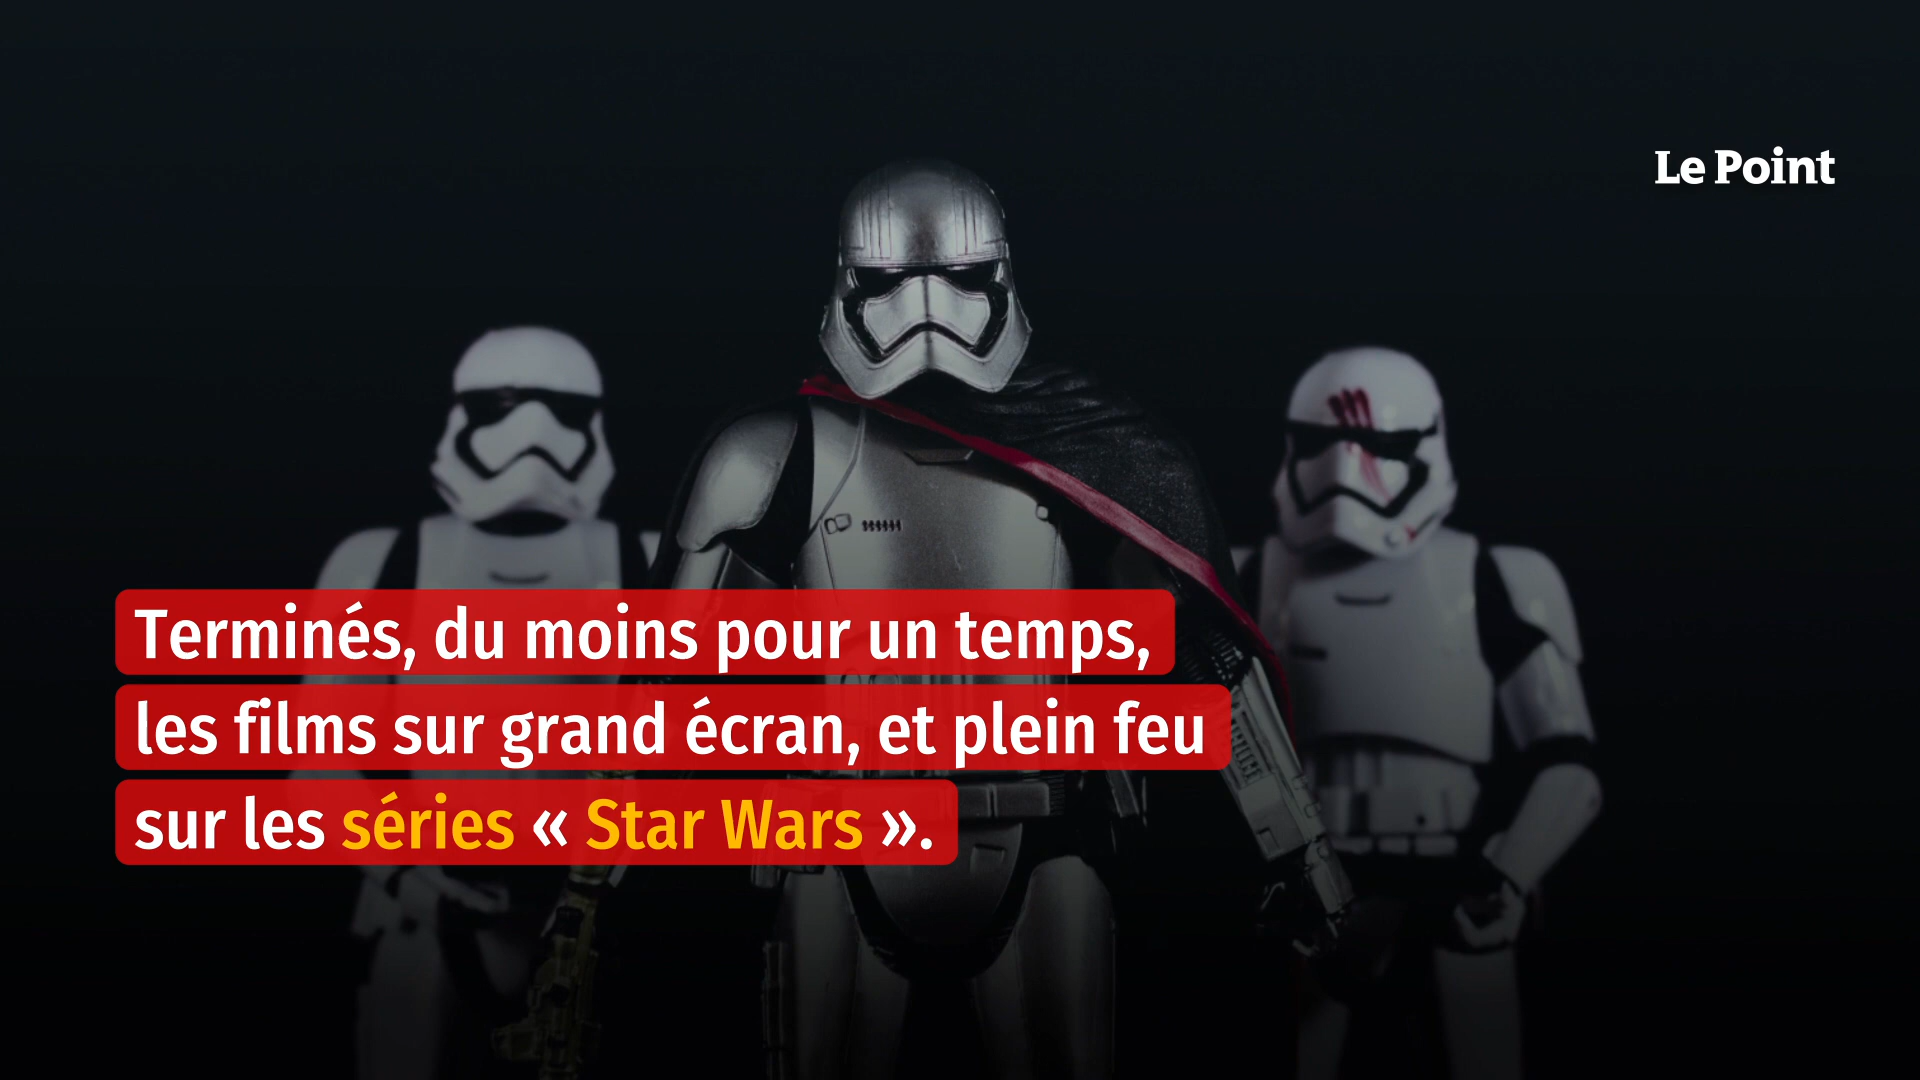 Le Point
Terminés, du moins pour un temps,
les films sur grand écran, et plein feu
sur les séries « Star Wars ».